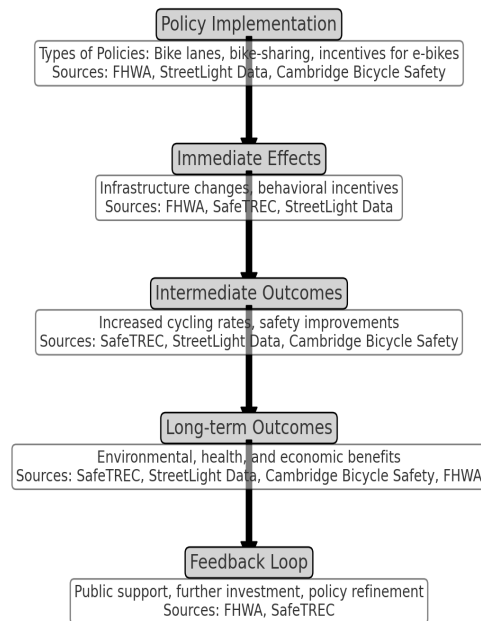 Policy Implementation
Types of Policies: Bike lanes, bike-sharing, incentives for e-bikes
Sources: FHWA, StreetLight Data, Cambridge Bicycle Safety
Immediate Effects
Infrastructure changes, behavioral incentives
Sources: FHWA, SafeTREC, StreetLight Data
Intermediate Outcomes
Increased cycling rates, safety improvements
Sources: SafeTREC, StreetLight Data, Cambridge Bicycle Safety
Long-term Outcomes
Environmental, health, and economic benefits
Sources: SafeTREC, StreetLight Data, Cambridge Bicycle Safety, FHWA
Feedback Loop
Public support, further investment, policy refinement
Sources: FHWA, SafeTREC